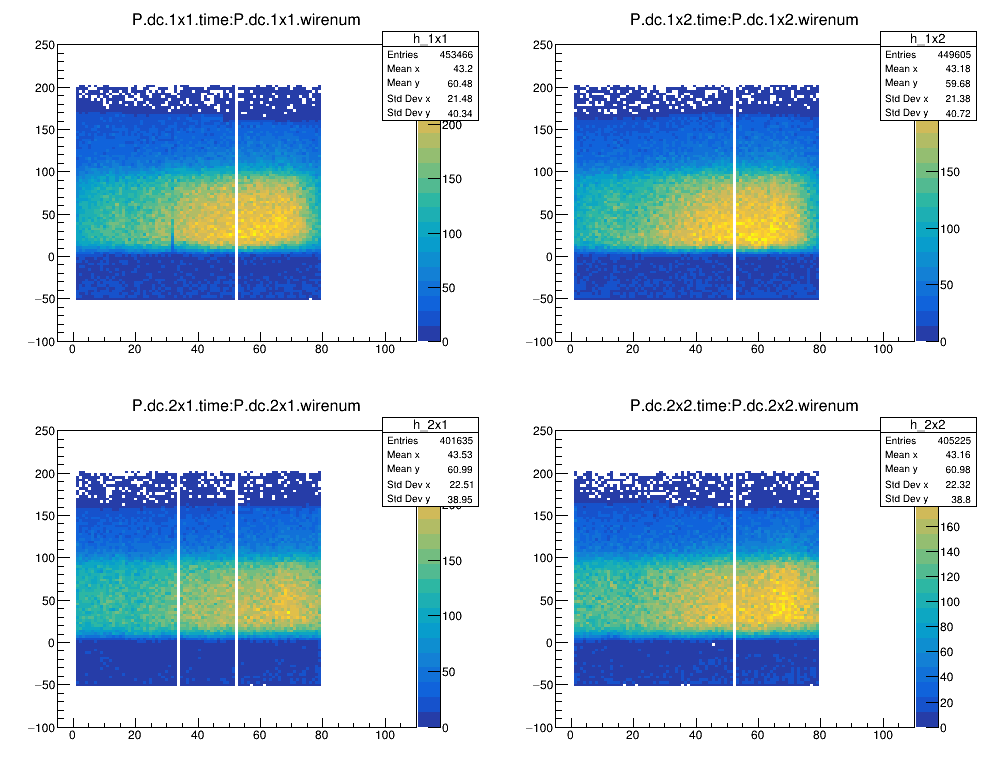 P.dc.1x1.time:P.dc.1x1.wirenum
h_1x1
Entries 453466
Mean x 43.2
Mean y 60.48
Std Dev x 21.48
Std Dev y 40.34
250
200
150
100
50
0
−50
−100
0 20 40 60 80 100
200
150
100
50
0
P.dc.1x2.time:P.dc.1x2.wirenum
h_1x2
Entries 449605
Mean x 43.18
Mean y 59.68
Std Dev x 21.38
Std Dev y 40.72
250
200
150
100
50
0
−50
−100
0 20 40 60 80 100
150
100
50
0
P.dc.2x1.time:P.dc.2x1.wirenum
h_2x1
Entries 401635
Mean x 43.53
Mean y 60.99
Std Dev x 22.51
Std Dev y 38.95
250
200
150
100
50
0
−50
−100
0 20 40 60 80 100
200
150
100
50
0
P.dc.2x2.time:P.dc.2x2.wirenum
h_2x2
Entries 405225
Mean x 43.16
Mean y 60.98
Std Dev x 22.32
Std Dev y 38.8
250
200
150
100
50
0
−50
−100
0 20 40 60 80 100
160
140
120
100
80
60
40
20
0